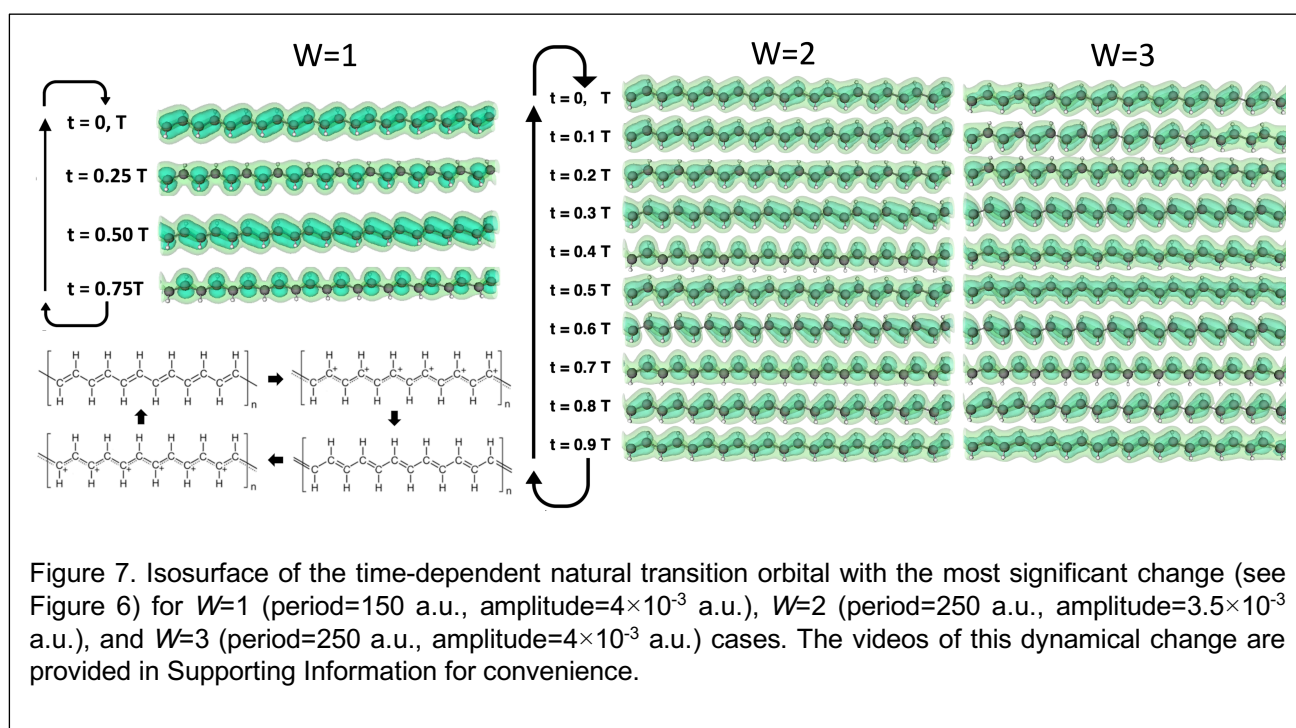 W=1
t = 0, T
t = 0.25 T
t = 0.50 T
t = 0.75T
H H H H H H
C C C C C C
C C C C C C
H H H H H H
n
H H H H H H
C+ C+ C+ C+ C+ C+
C C C C C C
H H H H H H
n
H H H H H H
C C C C C C
C+ C+ C+ C+ C+ C+
H H H H H H
n
H H H H H H
C C C C C C
C C C C C C
H H H H H H
n
W=2
t = 0, T
t = 0.1 T
t = 0.2 T
t = 0.3 T
t = 0.4 T
t = 0.5 T
t = 0.6 T
t = 0.7 T
t = 0.8 T
t = 0.9 T
W=3
Figure 7. Isosurface of the time-dependent natural transition orbital with the most significant change (see
Figure 6) for W=1 (period=150 a.u., amplitude=4×10⁻³ a.u.), W=2 (period=250 a.u., amplitude=3.5×10⁻³
a.u.), and W=3 (period=250 a.u., amplitude=4×10⁻³ a.u.) cases. The videos of this dynamical change are
provided in Supporting Information for convenience.